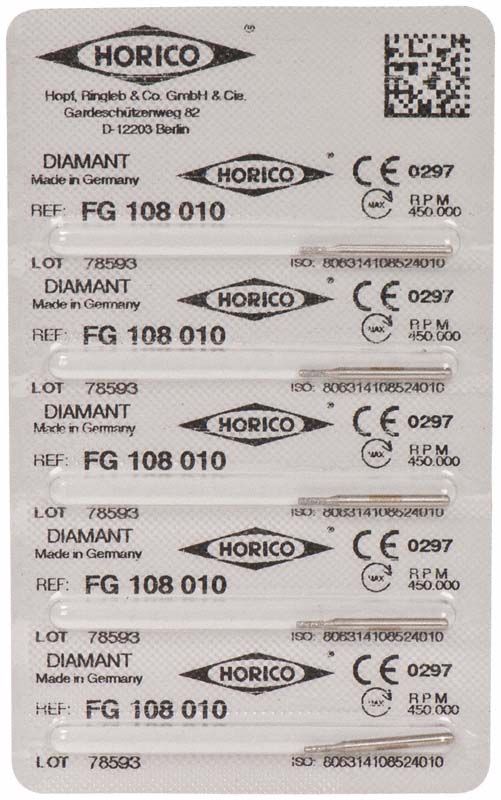 HORICO ®
Hopf, Ringleb & Co. GmbH & Cie.
Gardeschützenweg 82
D-12203 Berlin
DIAMANT HORICO ® CE 0297
Made in Germany
REF: FG 108 010 MAX RPM 450.000
LOT 78593 ISO: 806314108524010
DIAMANT HORICO ® CE 0297
Made in Germany
REF: FG 108 010 MAX RPM 450.000
LOT 78593 ISO: 806314108524010
DIAMANT HORICO ® CE 0297
Made in Germany
REF: FG 108 010 MAX RPM 450.000
LOT 78593 ISO: 806314108524010
DIAMANT HORICO ® CE 0297
Made in Germany
REF: FG 108 010 MAX RPM 450.000
LOT 78593 ISO: 806314108524010
DIAMANT HORICO ® CE 0297
Made in Germany
REF: FG 108 010 MAX RPM 450.000
LOT 78593 ISO: 806314108524010